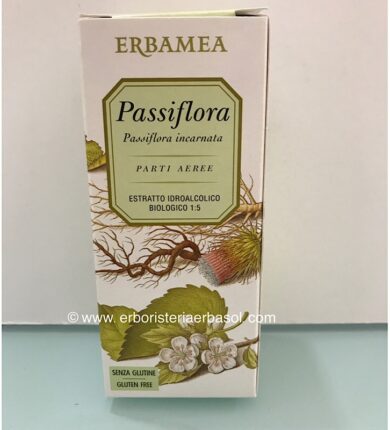 ERBAMEA
Passiflora
Passiflora incarnata
PARTI AEREE
ESTRATTO IDROALCOLICO
BIOLOGICO 1:5
© www.erboristeriaerbasol.com
SENZA GLUTINE
GLUTEN FREE